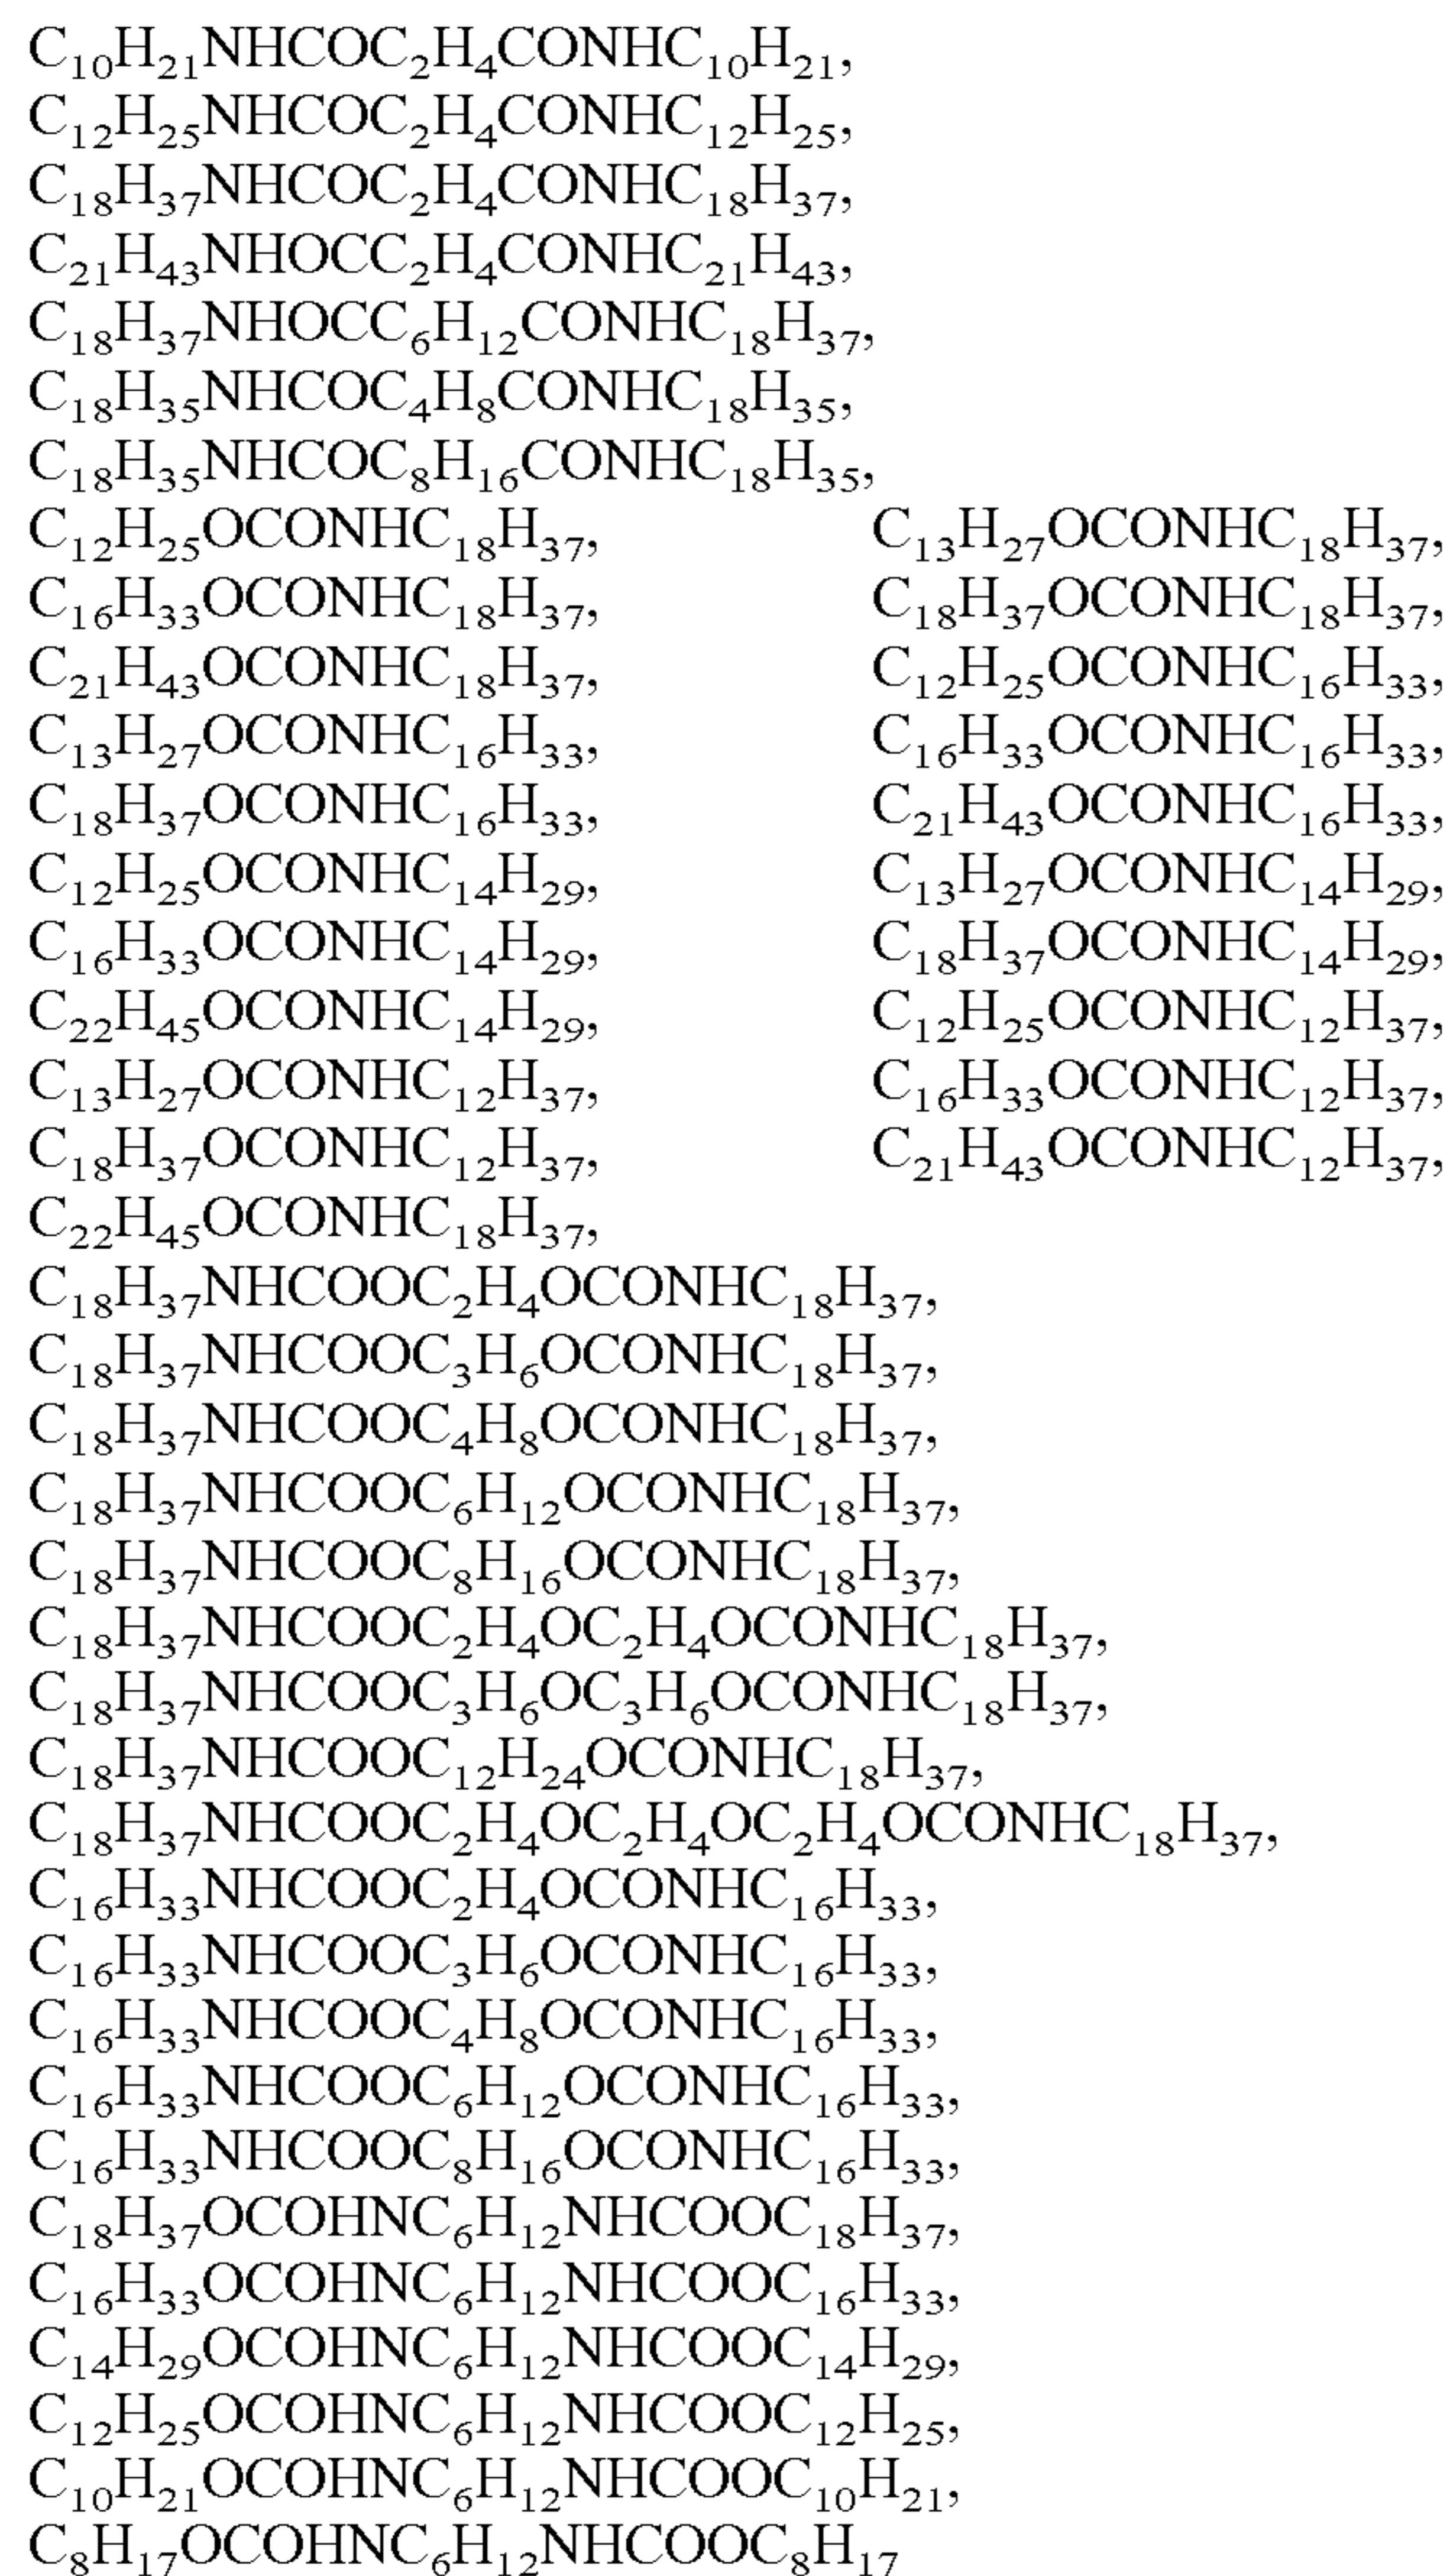 C₁₀H₂₁NHCOC₂H₄CONHC₁₀H₂₁,
C₁₂H₂₅NHCOC₂H₄CONHC₁₂H₂₅,
C₁₈H₃₇NHCOC₂H₄CONHC₁₈H₃₇,
C₂₁H₄₃NHOCC₂H₄CONHC₂₁H₄₃,
C₁₈H₃₇NHOCC₆H₁₂CONHC₁₈H₃₇,
C₁₈H₃₅NHCOC₄H₈CONHC₁₈H₃₅,
C₁₈H₃₅NHCOC₈H₁₆CONHC₁₈H₃₅,
C₁₂H₂₅OCONHC₁₈H₃₇, C₁₃H₂₇OCONHC₁₈H₃₇,
C₁₆H₃₃OCONHC₁₈H₃₇, C₁₈H₃₇OCONHC₁₈H₃₇,
C₂₁H₄₃OCONHC₁₈H₃₇, C₁₂H₂₅OCONHC₁₆H₃₃,
C₁₃H₂₇OCONHC₁₆H₃₃, C₁₆H₃₃OCONHC₁₆H₃₃,
C₁₈H₃₇OCONHC₁₆H₃₃, C₂₁H₄₃OCONHC₁₆H₃₃,
C₁₂H₂₅OCONHC₁₄H₂₉, C₁₃H₂₇OCONHC₁₄H₂₉,
C₁₆H₃₃OCONHC₁₄H₂₉, C₁₈H₃₇OCONHC₁₄H₂₉,
C₂₂H₄₅OCONHC₁₄H₂₉, C₁₂H₂₅OCONHC₁₂H₃₇,
C₁₃H₂₇OCONHC₁₂H₃₇, C₁₆H₃₃OCONHC₁₂H₃₇,
C₁₈H₃₇OCONHC₁₂H₃₇, C₂₁H₄₃OCONHC₁₂H₃₇,
C₂₂H₄₅OCONHC₁₈H₃₇,
C₁₈H₃₇NHCOOC₂H₄OCONHC₁₈H₃₇,
C₁₈H₃₇NHCOOC₃H₆OCONHC₁₈H₃₇,
C₁₈H₃₇NHCOOC₄H₈OCONHC₁₈H₃₇,
C₁₈H₃₇NHCOOC₆H₁₂OCONHC₁₈H₃₇,
C₁₈H₃₇NHCOOC₈H₁₆OCONHC₁₈H₃₇,
C₁₈H₃₇NHCOOC₂H₄OC₂H₄OCONHC₁₈H₃₇,
C₁₈H₃₇NHCOOC₃H₆OC₃H₆OCONHC₁₈H₃₇,
C₁₈H₃₇NHCOOC₁₂H₂₄OCONHC₁₈H₃₇,
C₁₈H₃₇NHCOOC₂H₄OC₂H₄OC₂H₄OCONHC₁₈H₃₇,
C₁₆H₃₃NHCOOC₂H₄OCONHC₁₆H₃₃,
C₁₆H₃₃NHCOOC₃H₆OCONHC₁₆H₃₃,
C₁₆H₃₃NHCOOC₄H₈OCONHC₁₆H₃₃,
C₁₆H₃₃NHCOOC₆H₁₂OCONHC₁₆H₃₃,
C₁₆H₃₃NHCOOC₈H₁₆OCONHC₁₆H₃₃,
C₁₈H₃₇OCOHNC₆H₁₂NHCOOC₁₈H₃₇,
C₁₆H₃₃OCOHNC₆H₁₂NHCOOC₁₆H₃₃,
C₁₄H₂₉OCOHNC₆H₁₂NHCOOC₁₄H₂₉,
C₁₂H₂₅OCOHNC₆H₁₂NHCOOC₁₂H₂₅,
C₁₀H₂₁OCOHNC₆H₁₂NHCOOC₁₀H₂₁,
C₈H₁₇OCOHNC₆H₁₂NHCOOC₈H₁₇